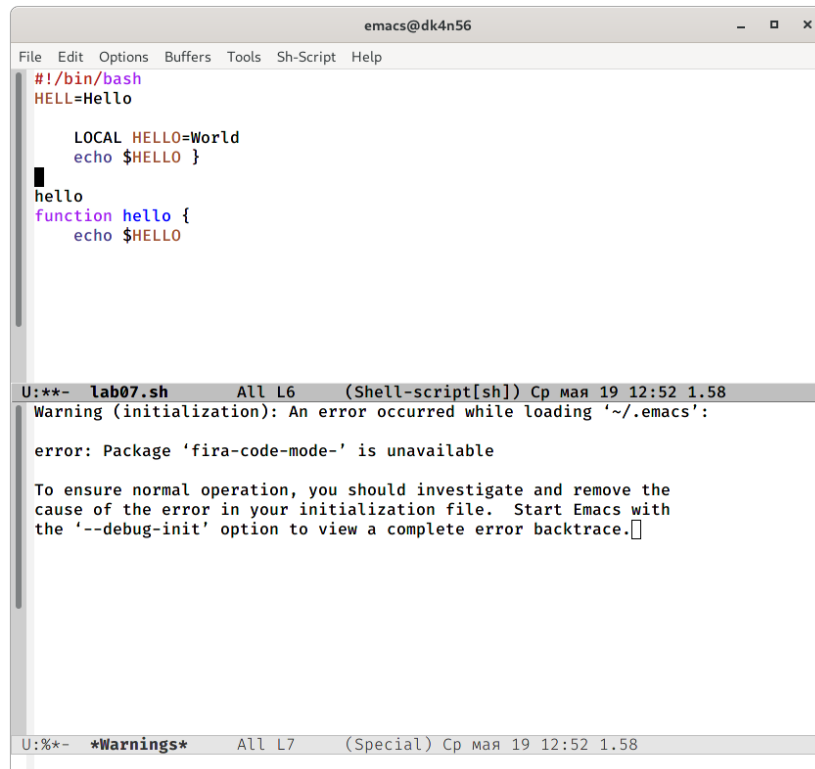 emacs@dk4n56
File Edit Options Buffers Tools Sh-Script Help
#!/bin/bash
HELL=Hello
LOCAL HELLO=World
echo $HELLO }
hello
function hello {
echo $HELLO
U:**- lab07.sh All L6 (Shell-script[sh]) Ср мая 19 12:52 1.58
Warning (initialization): An error occurred while loading ‘~/.emacs’:
error: Package ‘fira-code-mode-’ is unavailable
To ensure normal operation, you should investigate and remove the
cause of the error in your initialization file. Start Emacs with
the ‘--debug-init’ option to view a complete error backtrace.
U:%*- *Warnings* All L7 (Special) Ср мая 19 12:52 1.58